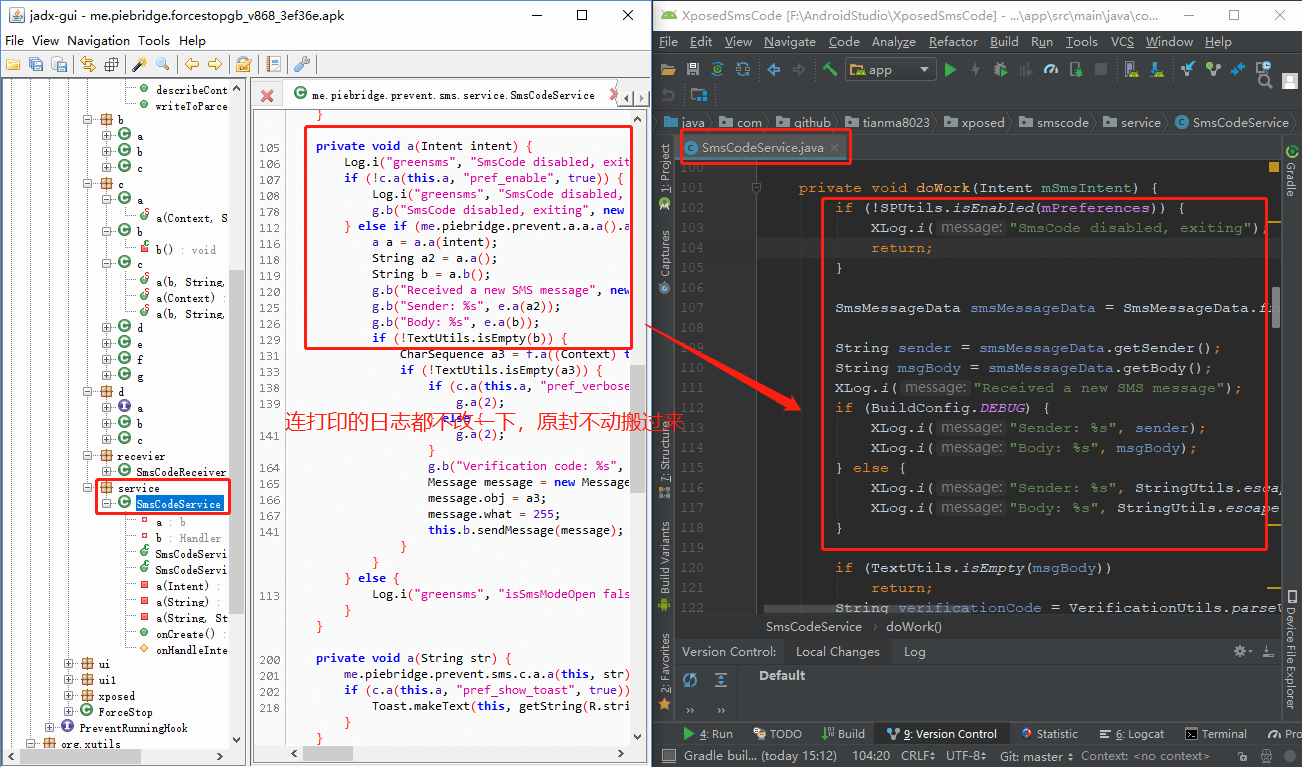 jadx-gui - me.piebridge.forcestopgb_v868_3ef36e.apk
File View Navigation Tools Help
describeCont
writeToParce
b
a
b
c
c
a
a(Context, S
b
b() : void
c
a(b, String,
a(Context) :
a(b, String,
d
e
f
g
d
a
b
c
recevier
SmsCodeReceiver
service
SmsCodeService
a : b
b : Handler
SmsCodeServi
SmsCodeServi
a(Intent) :
a(String) :
a(String, St
onCreate() :
onHandleInte
ui
ui1
xposed
ForceStop
PreventRunningHook
org.xutils
me.piebridge.prevent.sms.service.SmsCodeService
}
105 private void a(Intent intent) {
106 Log.i("greensms", "SmsCode disabled, exit
107 if (!c.a(this.a, "pref_enable", true)) {
108 Log.i("greensms", "SmsCode disabled,
178 g.b("SmsCode disabled, exiting", new
112 } else if (me.piebridge.prevent.a.a.a().a
116 a a = a.a(intent);
118 String a2 = a.a();
119 String b = a.b();
120 g.b("Received a new SMS message", new
125 g.b("Sender: %s", e.a(a2));
126 g.b("Body: %s", e.a(b));
129 if (!TextUtils.isEmpty(b)) {
131 CharSequence a3 = f.a((Context) t
133 if (!TextUtils.isEmpty(a3)) {
138 if (c.a(this.a, "pref_verbose
139 g.a(2);
} else {
141 g.a(2);
}
164 g.b("Verification code: %s",
165 Message message = new Message
166 message.obj = a3;
167 message.what = 255;
141 this.b.sendMessage(message);
}
}
} else {
113 Log.i("greensms", "isSmsModeOpen fals
}
}
200 private void a(String str) {
201 me.piebridge.prevent.sms.c.a.a(this, str)
202 if (c.a(this.a, "pref_show_toast", true))
218 Toast.makeText(this, getString(R.stri
}
}
连打印的日志都不改一下，原封不动搬过来
XposedSmsCode [F:\AndroidStudio\XposedSmsCode] - ...\app\src\main\java\co...
File Edit View Navigate Code Analyze Refactor Build Run Tools VCS Window Help
app
java com github tianma8023 xposed smscode service SmsCodeService
SmsCodeService.java
1: Project
Captures
7: Structure
Build Variants
2: Favorites
100
101 private void doWork(Intent mSmsIntent) {
102 if (!SPUtils.isEnabled(mPreferences)) {
103 XLog.i( message: "SmsCode disabled, exiting");
104 return;
105 }
106
107 SmsMessageData smsMessageData = SmsMessageData.f
108
109 String sender = smsMessageData.getSender();
110 String msgBody = smsMessageData.getBody();
111 XLog.i( message: "Received a new SMS message");
112 if (BuildConfig.DEBUG) {
113 XLog.i( message: "Sender: %s", sender);
114 XLog.i( message: "Body: %s", msgBody);
115 } else {
116 XLog.i( message: "Sender: %s", StringUtils.esca
117 XLog.i( message: "Body: %s", StringUtils.escape
118 }
119
120 if (TextUtils.isEmpty(msgBody))
121 return;
122 String verificationCode = VerificationUtils.parse
SmsCodeService › doWork()
Gradle
Device File Explorer
Version Control: Local Changes Log
Default
4: Run TODO Build 9: Version Control Statistic 6: Logcat Terminal Pro
Gradle buil... (today 15:12) 104:20 CRLF UTF-8 Git: master Context: <no context>